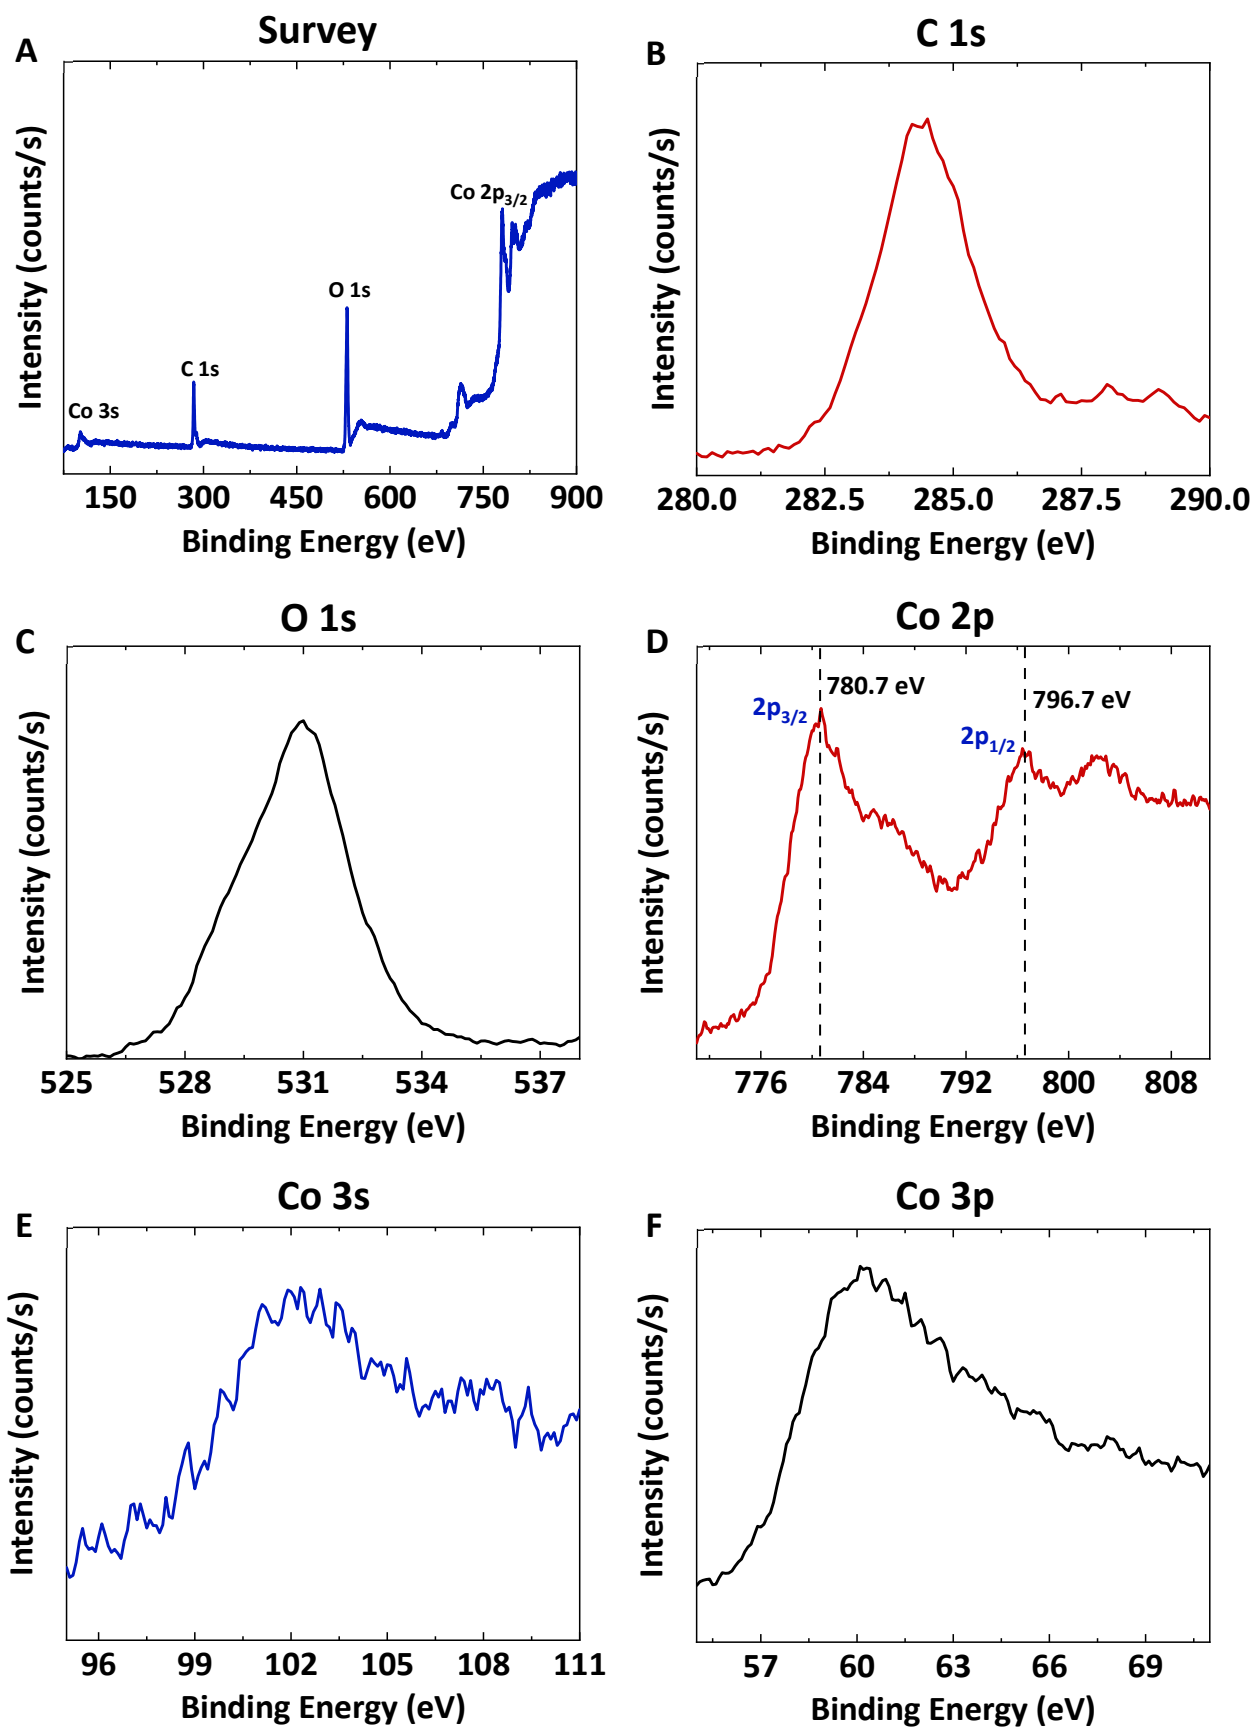 A
Survey
Intensity (counts/s)
Co 3s
C 1s
O 1s
Co 2p3/2
150 300 450 600 750 900
Binding Energy (eV)
B
C 1s
Intensity (counts/s)
280.0 282.5 285.0 287.5 290.0
Binding Energy (eV)
C
O 1s
Intensity (counts/s)
525 528 531 534 537
Binding Energy (eV)
D
Co 2p
Intensity (counts/s)
2p3/2
780.7 eV
2p1/2
796.7 eV
776 784 792 800 808
Binding Energy (eV)
E
Co 3s
Intensity (counts/s)
96 99 102 105 108 111
Binding Energy (eV)
F
Co 3p
Intensity (counts/s)
57 60 63 66 69
Binding Energy (eV)